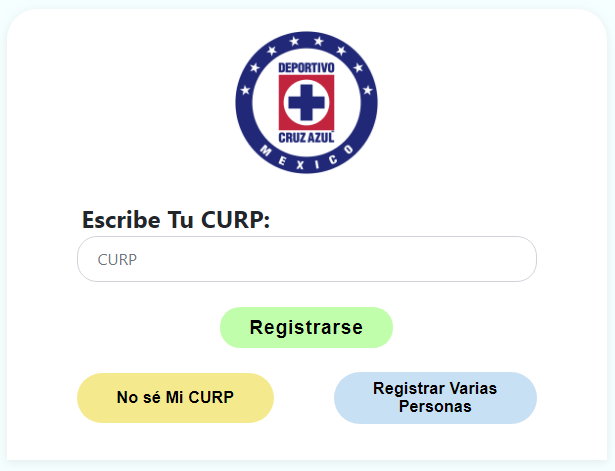 DEPORTIVO
CRUZ AZUL
MEXICO
Escribe Tu CURP:
CURP
Registrarse
No sé Mi CURP
Registrar Varias
Personas